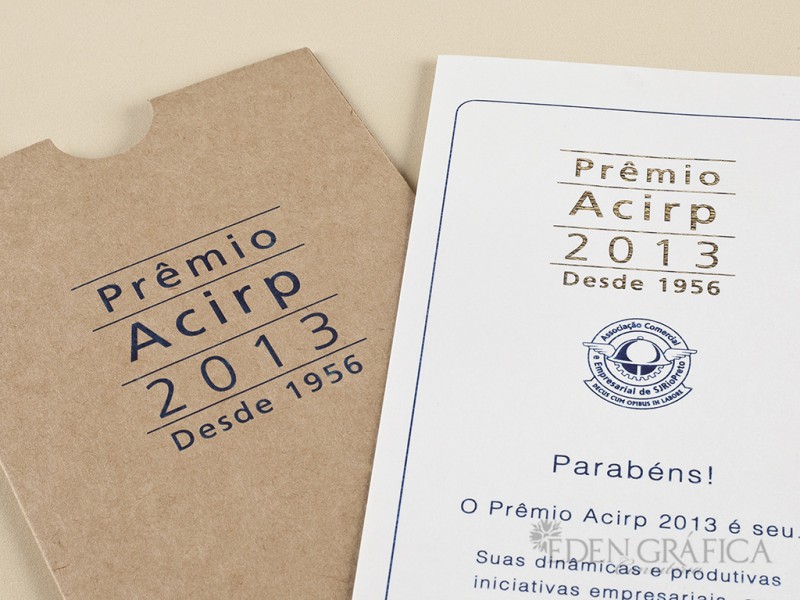 Prêmio
Acirp
2013
Desde 1956
Prêmio
Acirp
2013
Desde 1956
Associação Comercial
e Empresarial de SJRioPreto
PECUS CUM OPIBUS IN LABORE
Parabéns!
O Prêmio Acirp 2013 é seu.
EDEN GRÁFICA
Suas dinâmicas e produtivas
iniciativas empresariais